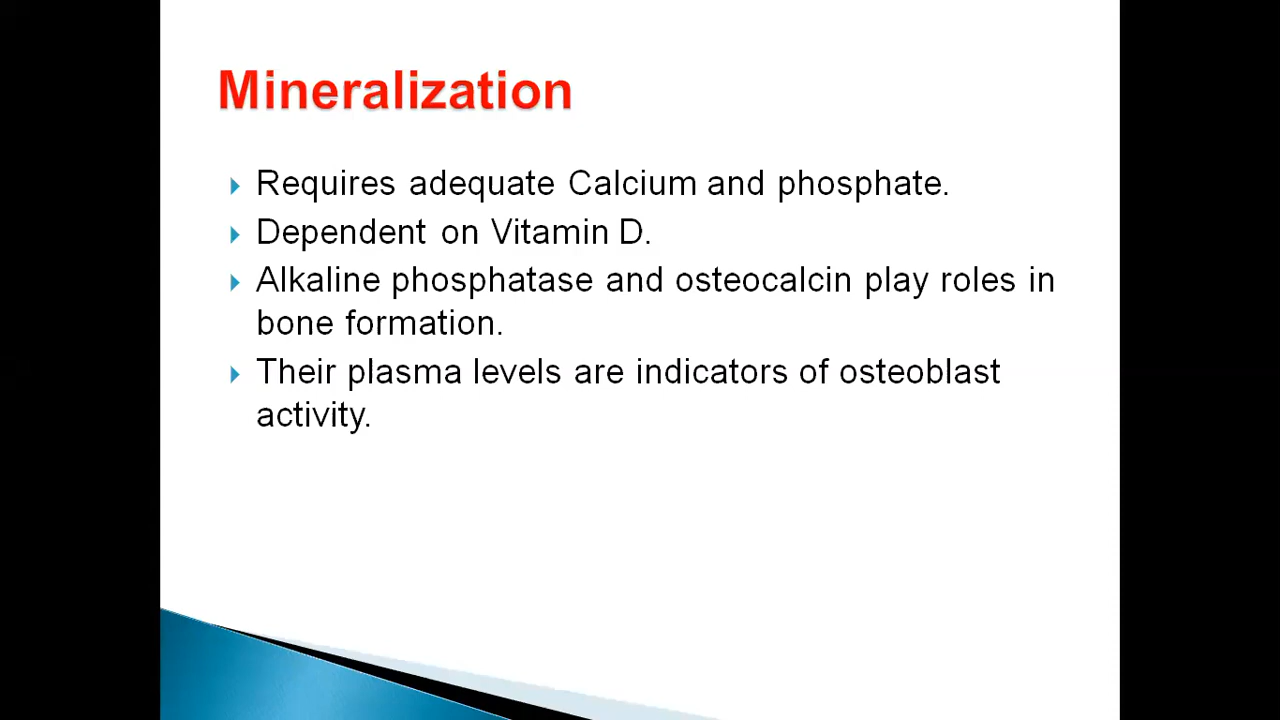 Mineralization
Requires adequate Calcium and phosphate.
Dependent on Vitamin D.
Alkaline phosphatase and osteocalcin play roles in
bone formation.
Their plasma levels are indicators of osteoblast
activity.